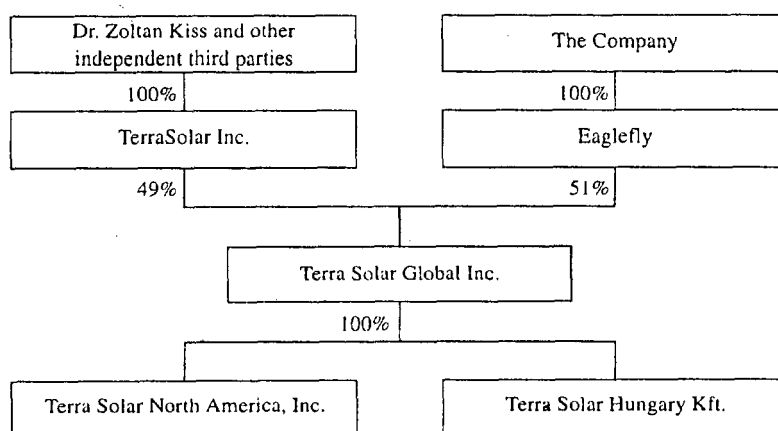 Dr. Zoltan Kiss and other
independent third parties
The Company
100%
100%
TerraSolar Inc.
Eaglefly
49%
51%
Terra Solar Global Inc.
100%
Terra Solar North America, Inc.
Terra Solar Hungary Kft.